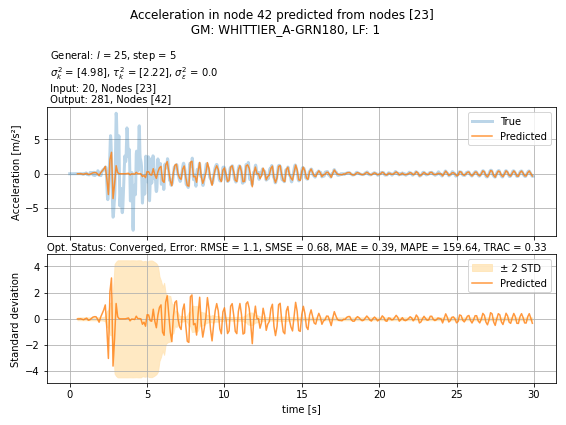 Acceleration in node 42 predicted from nodes [23]
GM: WHITTIER_A-GRN180, LF: 1
General: l = 25, step = 5
σ²ₖ = [4.98], τ²ₖ = [2.22], σ²ε = 0.0
Input: 20, Nodes [23]
Output: 281, Nodes [42]
Acceleration [m/s²]
5
0
−5
True
Predicted
Opt. Status: Converged, Error: RMSE = 1.1, SMSE = 0.68, MAE = 0.39, MAPE = 159.64, TRAC = 0.33
Standard deviation
4
2
0
−2
−4
± 2 STD
Predicted
0 5 10 15 20 25 30
time [s]